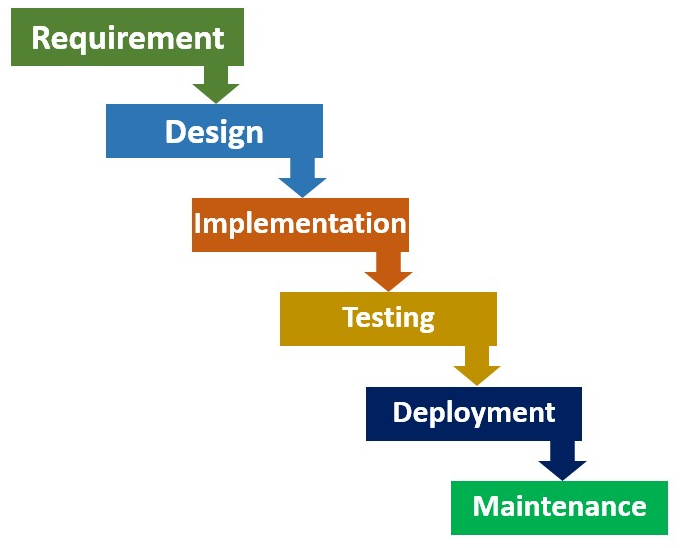 Requirement
Design
Implementation
Testing
Deployment
Maintenance